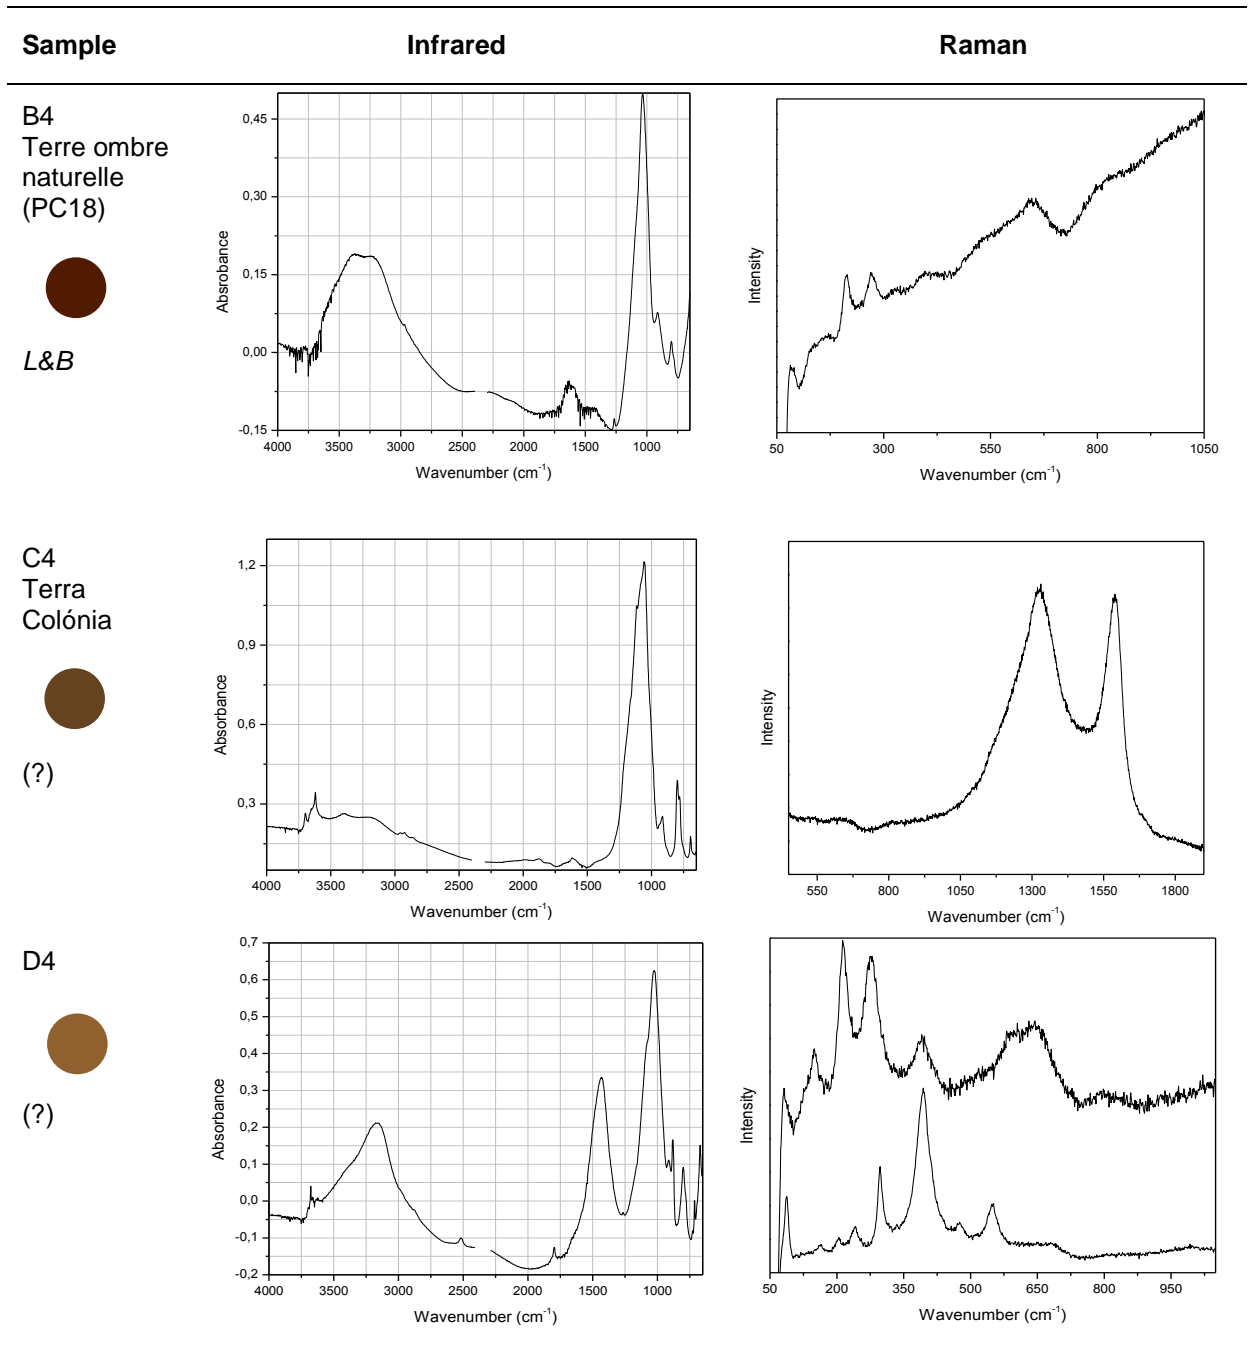 Sample Infrared Raman
B4
Terre ombre
naturelle
(PC18)
L&B
0,45
0,30
0,15
0,00
-0,15
Absrobance
4000 3500 3000 2500 2000 1500 1000
Wavenumber (cm-1)
Intensity
50 300 550 800 1050
Wavenumber (cm-1)
C4
Terra
Colónia
(?)
1,2
0,9
0,6
0,3
Absorbance
4000 3500 3000 2500 2000 1500 1000
Wavenumber (cm-1)
Intensity
550 800 1050 1300 1550 1800
Wavenumber (cm-1)
D4
(?)
0,7
0,6
0,5
0,4
0,3
0,2
0,1
0,0
-0,1
-0,2
Absorbance
4000 3500 3000 2500 2000 1500 1000
Wavenumber (cm-1)
Intensity
50 200 350 500 650 800 950
Wavenumber (cm-1)